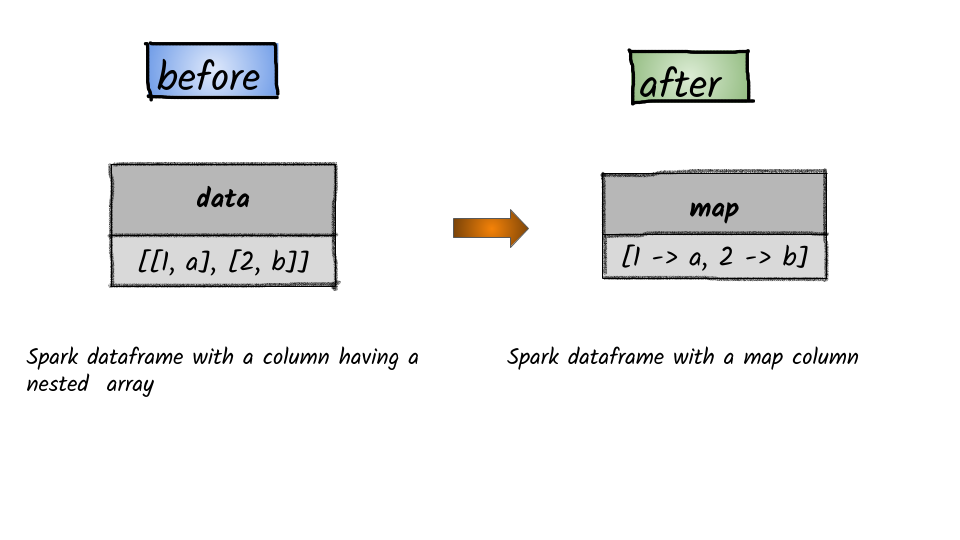 before
after
data
[[1, a], [2, b]]
map
[1 -> a, 2 -> b]
Spark dataframe with a column having a
nested array
Spark dataframe with a map column